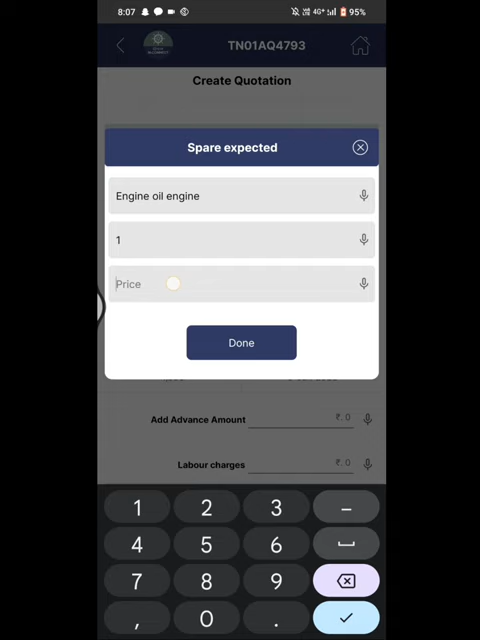 8:07
4G+
95%
TN01AQ4793
Create Quotation
Spare expected
Engine oil engine
1
Price
Done
Add Advance Amount ₹. 0
Labour charges ₹. 0
1 2 3 –
4 5 6
7 8 9
, 0 .